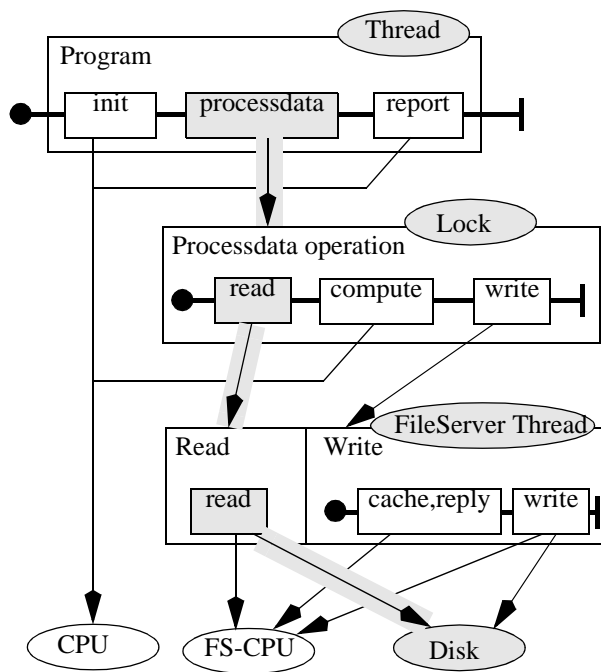 Thread
Program
init
processdata
report
Lock
Processdata operation
read
compute
write
FileServer Thread
Read
Write
read
cache,reply
write
CPU
FS-CPU
Disk